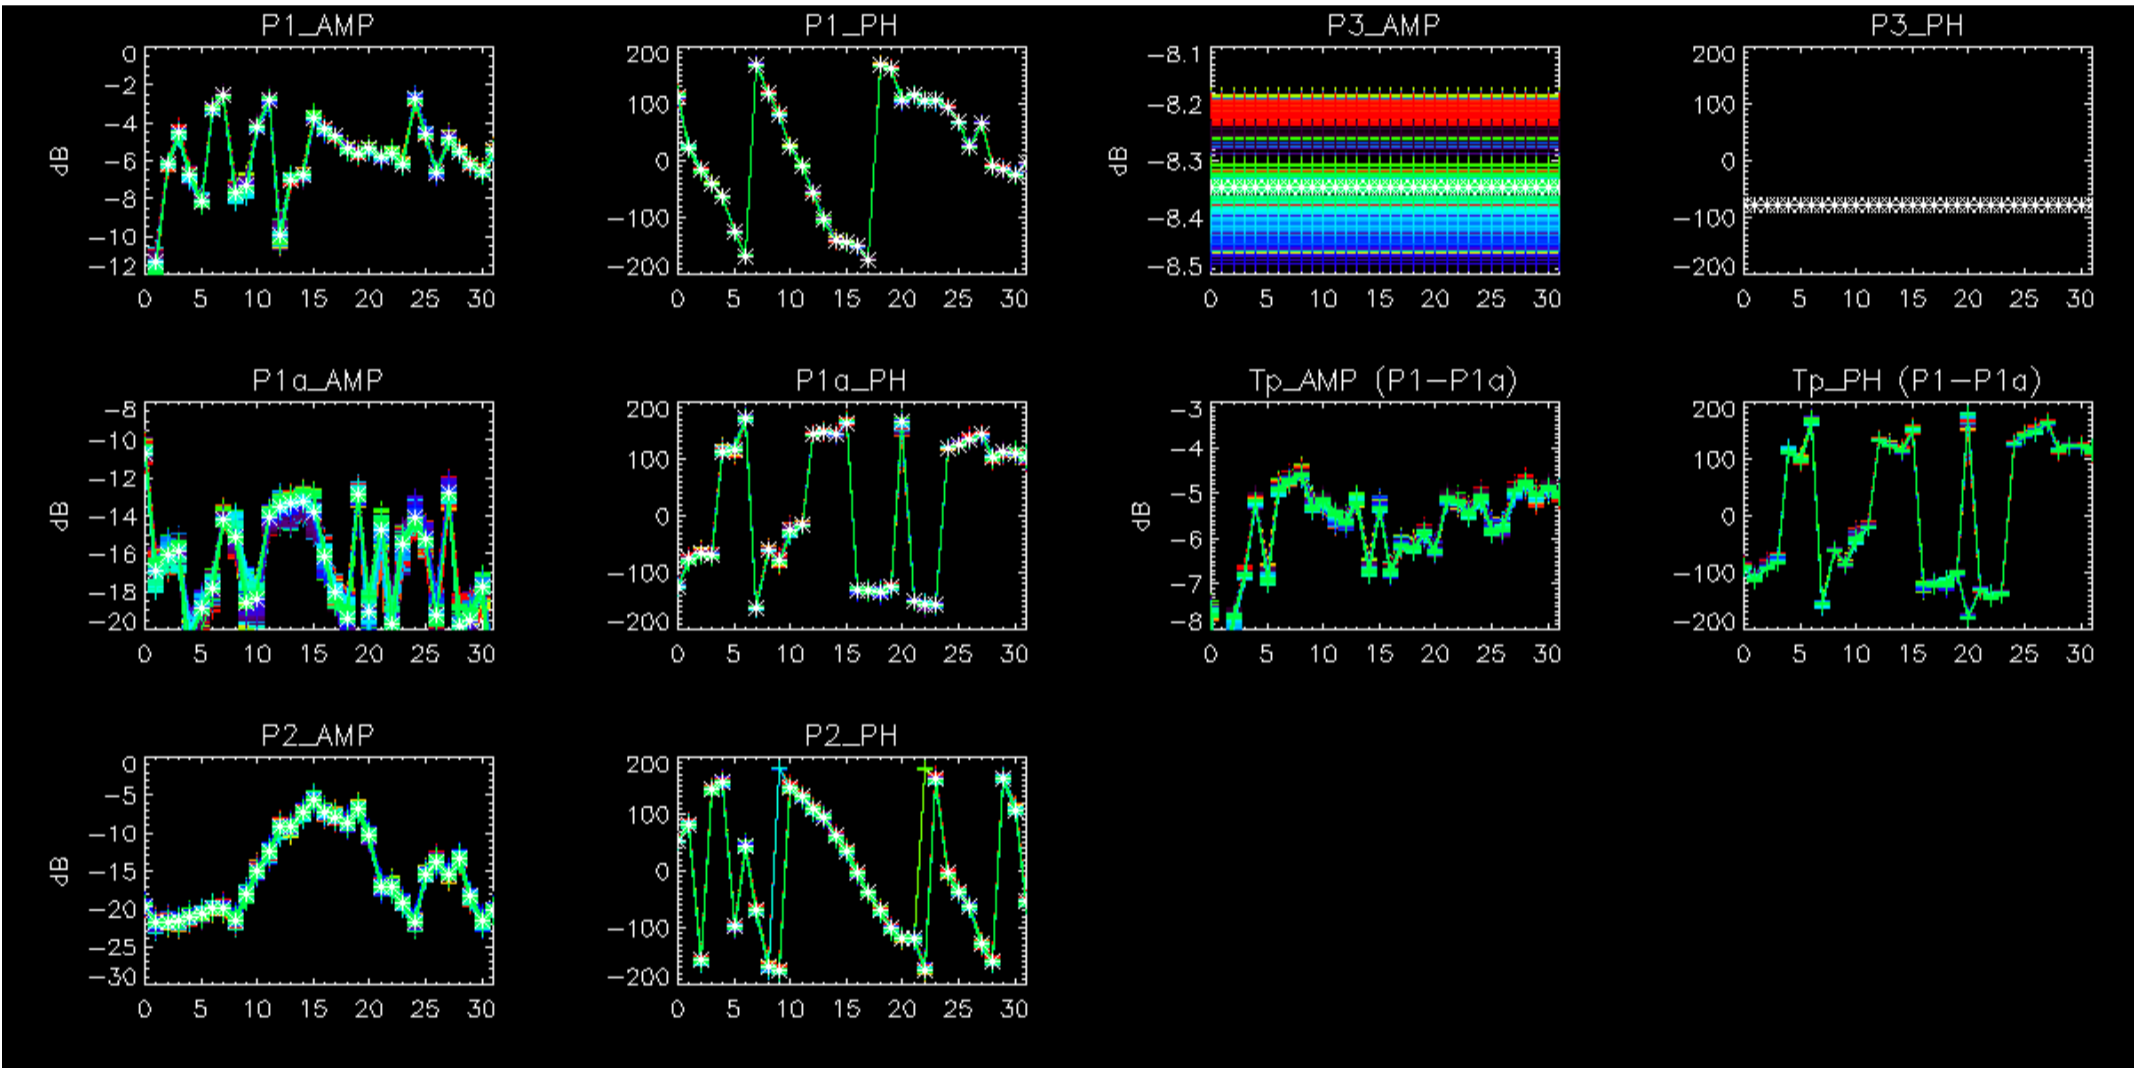 P1_AMP P1_PH P3_AMP P3_PH
0 200 -8.1 200
-2 100 -8.2 100
-4 0 -8.3 0
-6 -100 -8.4 -100
-8 -200 -8.5 -200
-10
-12
dB dB
0 5 10 15 20 25 30 0 5 10 15 20 25 30 0 5 10 15 20 25 30 0 5 10 15 20 25 30
P1a_AMP P1a_PH Tp_AMP (P1-P1a) Tp_PH (P1-P1a)
-8 200 -3 200
-10 100 -4 100
-12 0 -5 0
-14 -100 -6 -100
-16 -200 -7 -200
-18 -8
-20
dB dB
0 5 10 15 20 25 30 0 5 10 15 20 25 30 0 5 10 15 20 25 30 0 5 10 15 20 25 30
P2_AMP P2_PH
0 200
-5 100
-10 0
-15 -100
-20 -200
-25
-30
dB
0 5 10 15 20 25 30 0 5 10 15 20 25 30